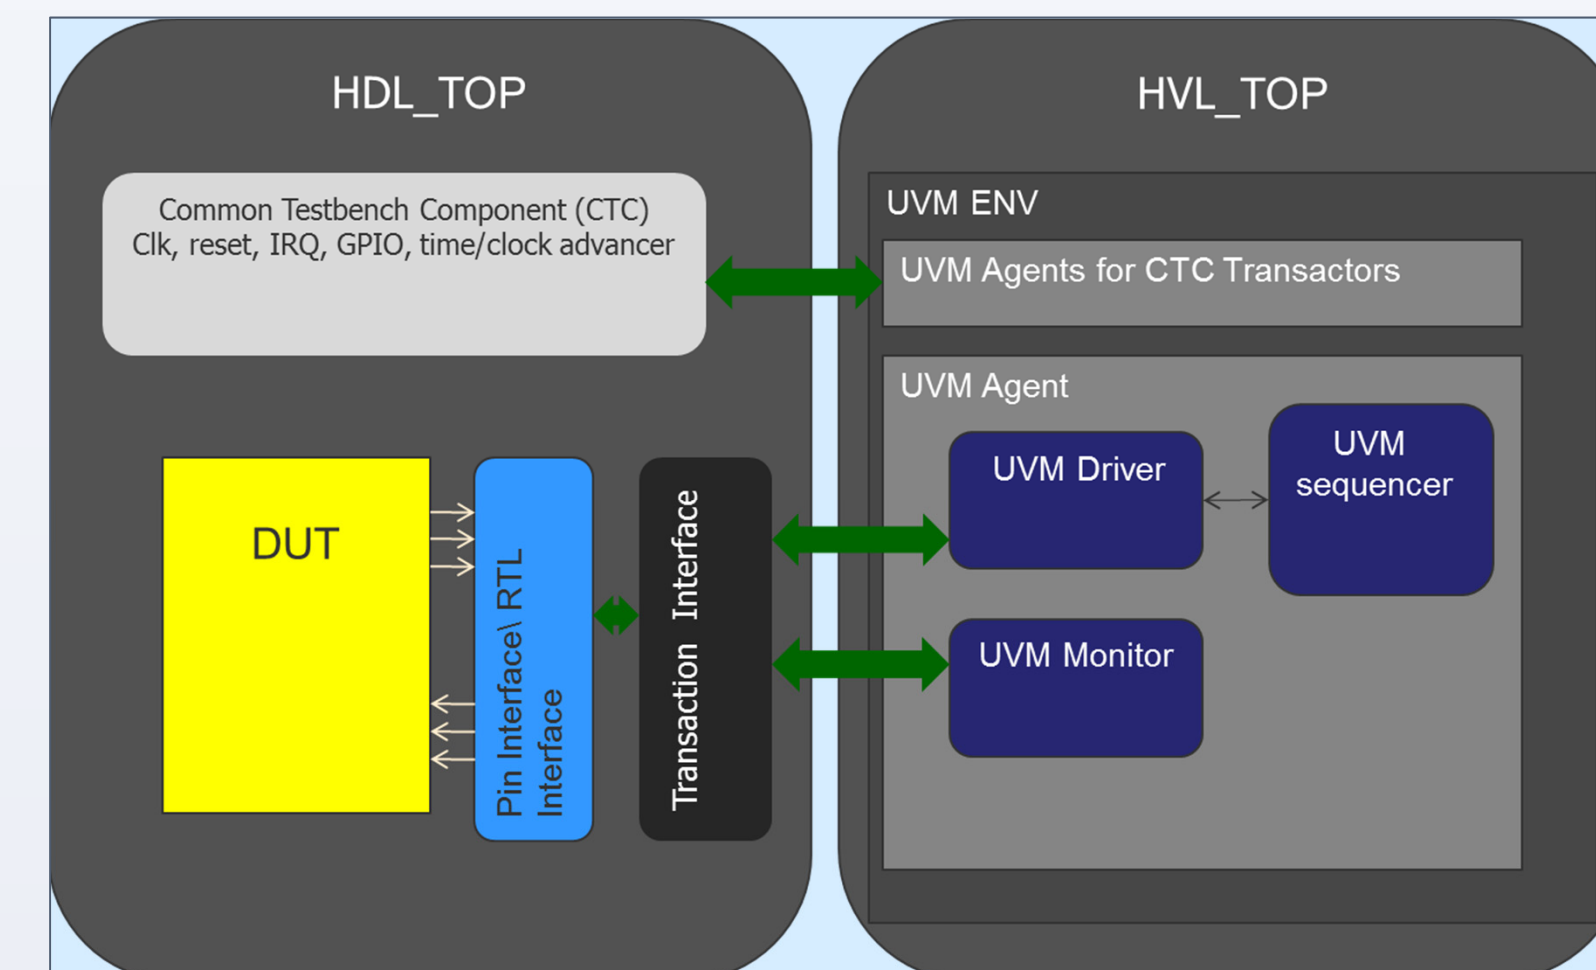 HDL_TOP
Common Testbench Component (CTC)
Clk, reset, IRQ, GPIO, time/clock advancer
DUT
Pin Interface\ RTL
Interface
Transaction Interface
HVL_TOP
UVM ENV
UVM Agents for CTC Transactors
UVM Agent
UVM Driver
UVM
sequencer
UVM Monitor